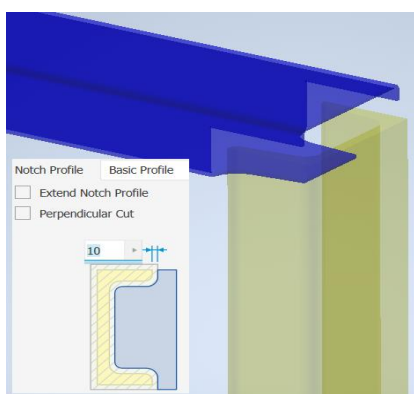 Notch Profile Basic Profile
Extend Notch Profile
Perpendicular Cut
10